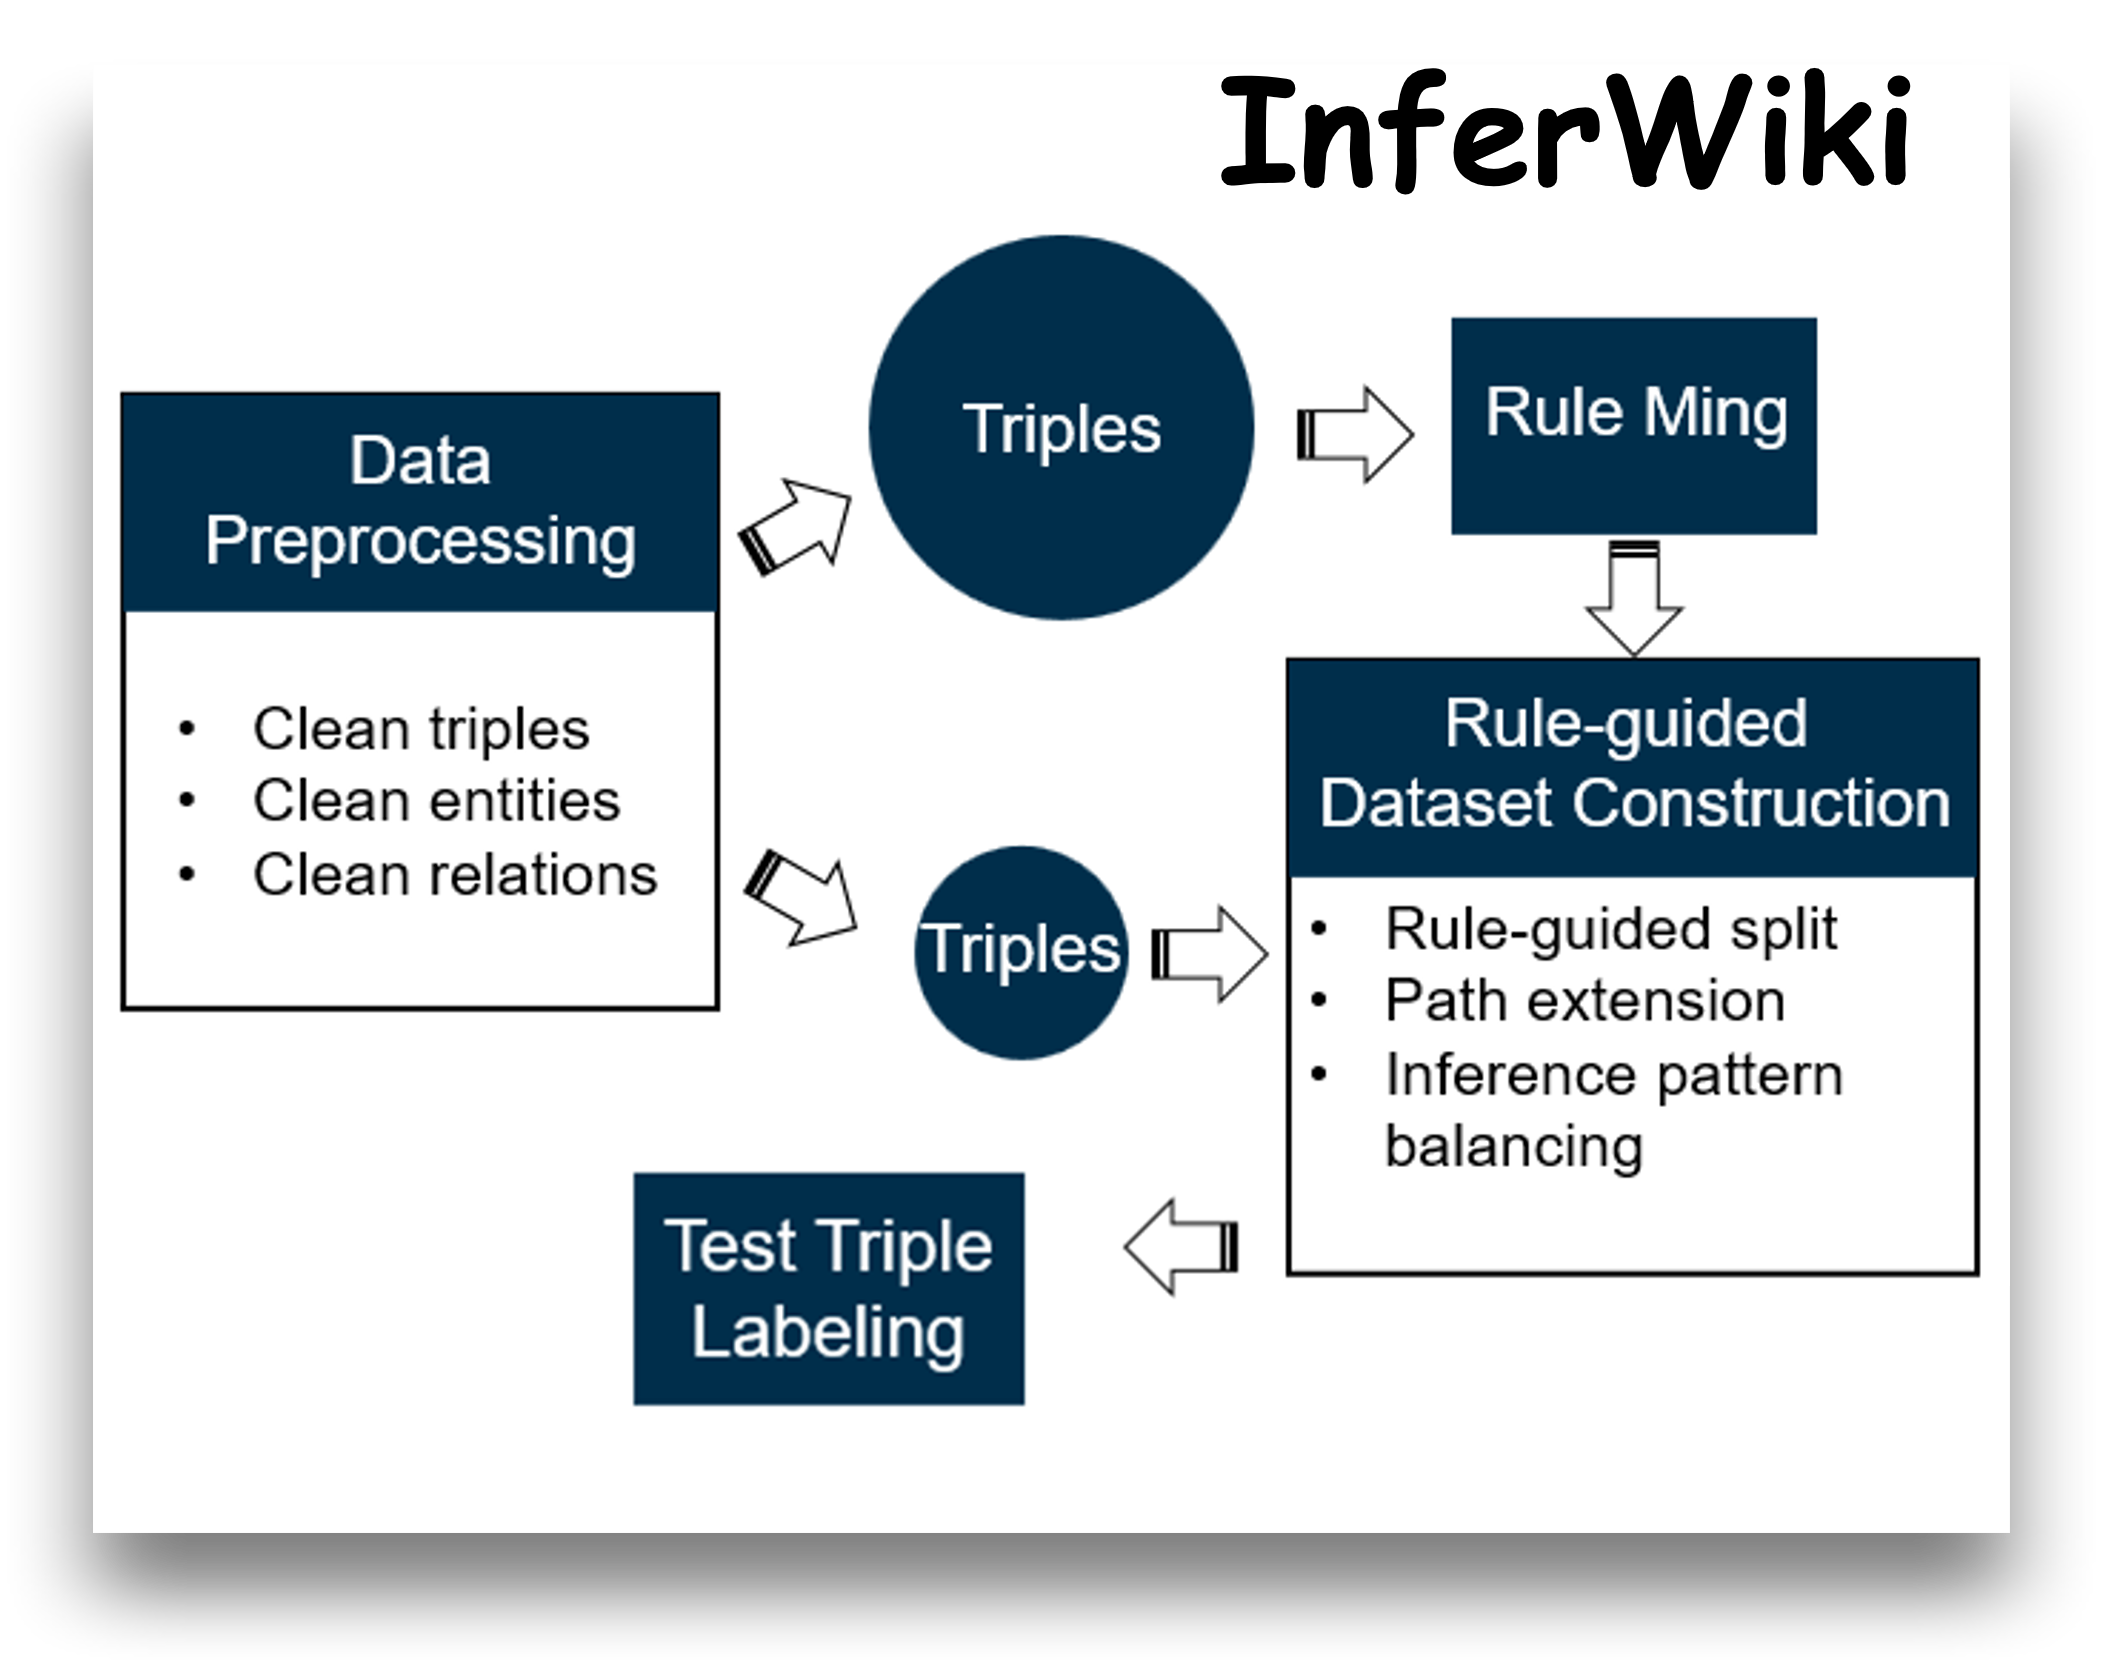 InferWiki
Data
Preprocessing
• Clean triples
• Clean entities
• Clean relations
Triples
Rule Ming
Triples
Rule-guided
Dataset Construction
• Rule-guided split
• Path extension
• Inference pattern
balancing
Test Triple
Labeling